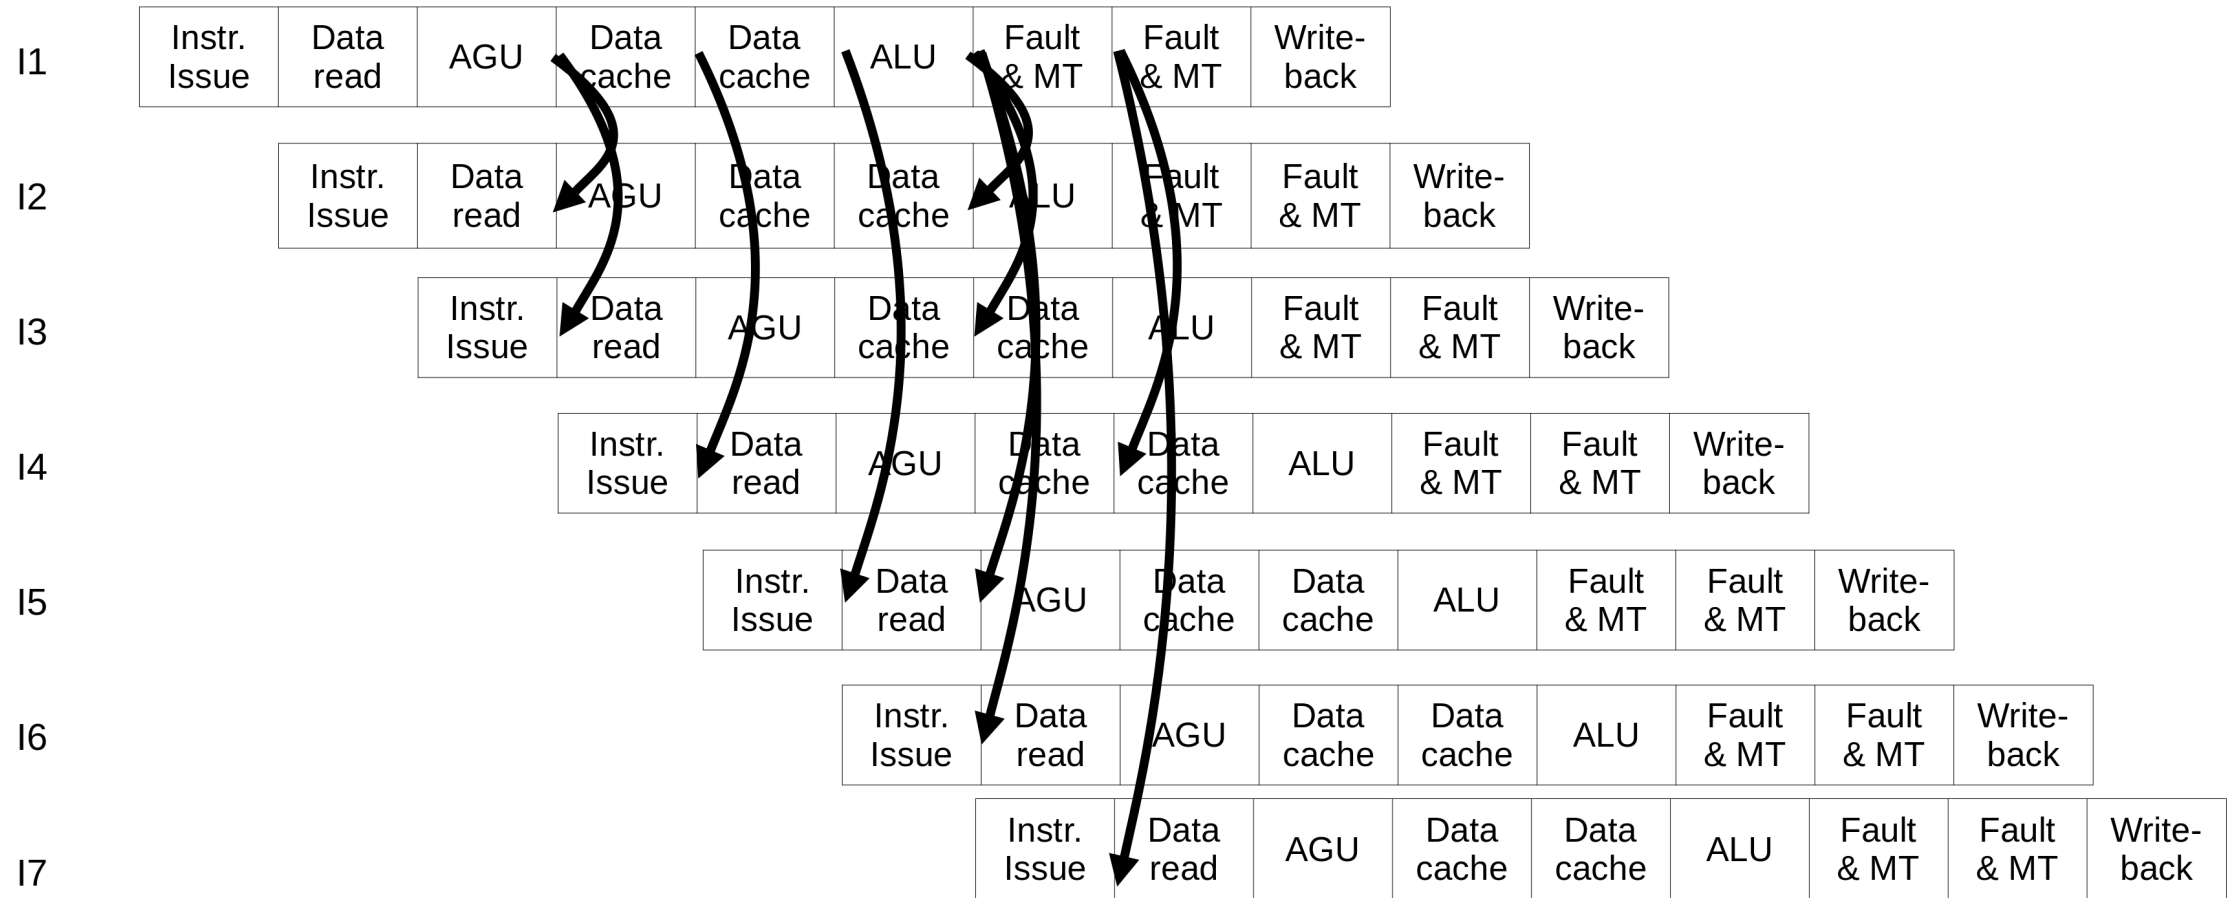 I1
Instr. Data AGU Data Data ALU Fault Fault Write-
Issue read cache cache & MT & MT back
I2
Instr. Data AGU Data Data ALU Fault Fault Write-
Issue read cache cache & MT & MT back
I3
Instr. Data AGU Data Data ALU Fault Fault Write-
Issue read cache cache & MT & MT back
I4
Instr. Data AGU Data Data ALU Fault Fault Write-
Issue read cache cache & MT & MT back
I5
Instr. Data AGU Data Data ALU Fault Fault Write-
Issue read cache cache & MT & MT back
I6
Instr. Data AGU Data Data ALU Fault Fault Write-
Issue read cache cache & MT & MT back
I7
Instr. Data AGU Data Data ALU Fault Fault Write-
Issue read cache cache & MT & MT back